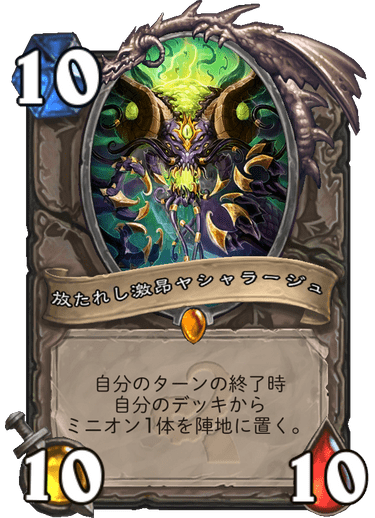 10
放たれし激昂ヤシャラージュ
自分のターンの終了時
自分のデッキから
ミニオン1体を陣地に置く。
10
10